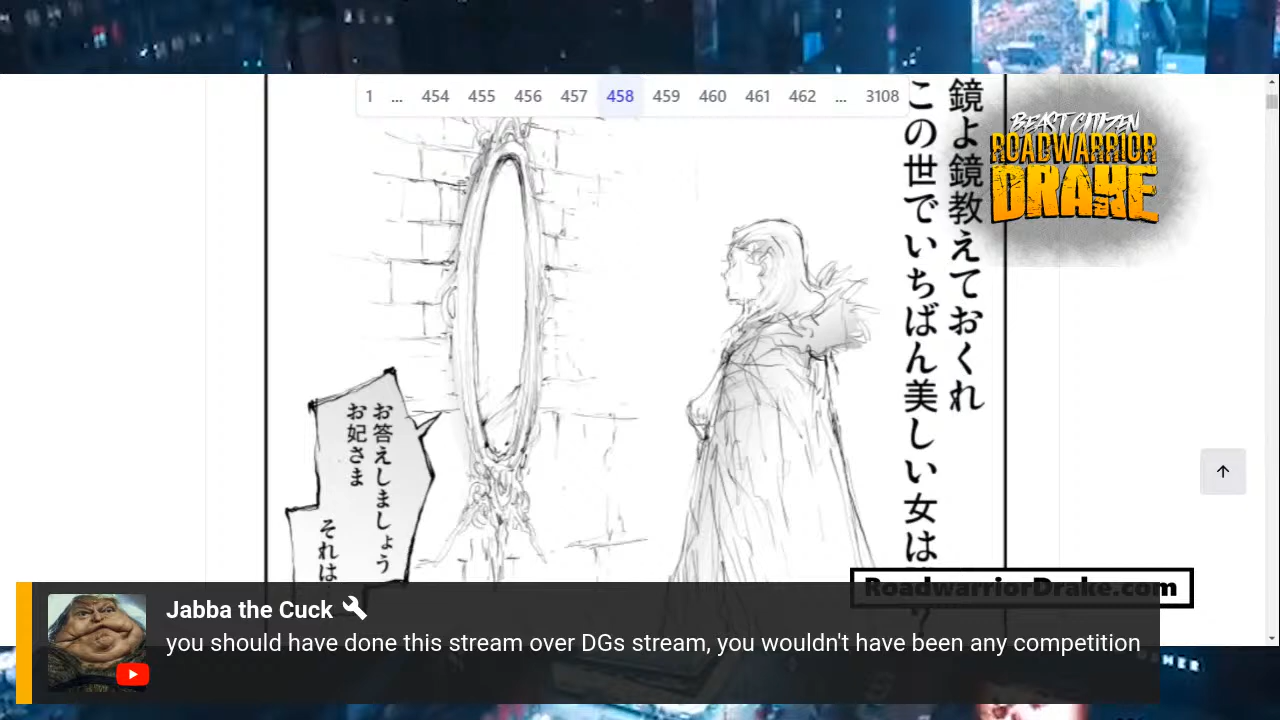 1 ... 454 455 456 457 458 459 460 461 462 ... 3108
BEAST CITIZEN
ROADWARRIOR
DRAKE
鏡よ鏡教えておくれ
この世でいちばん美しい女は
お答えしましょう
お妃さま
それは
RoadwarriorDrake.com
Jabba the Cuck
you should have done this stream over DGs stream, you wouldn't have been any competition